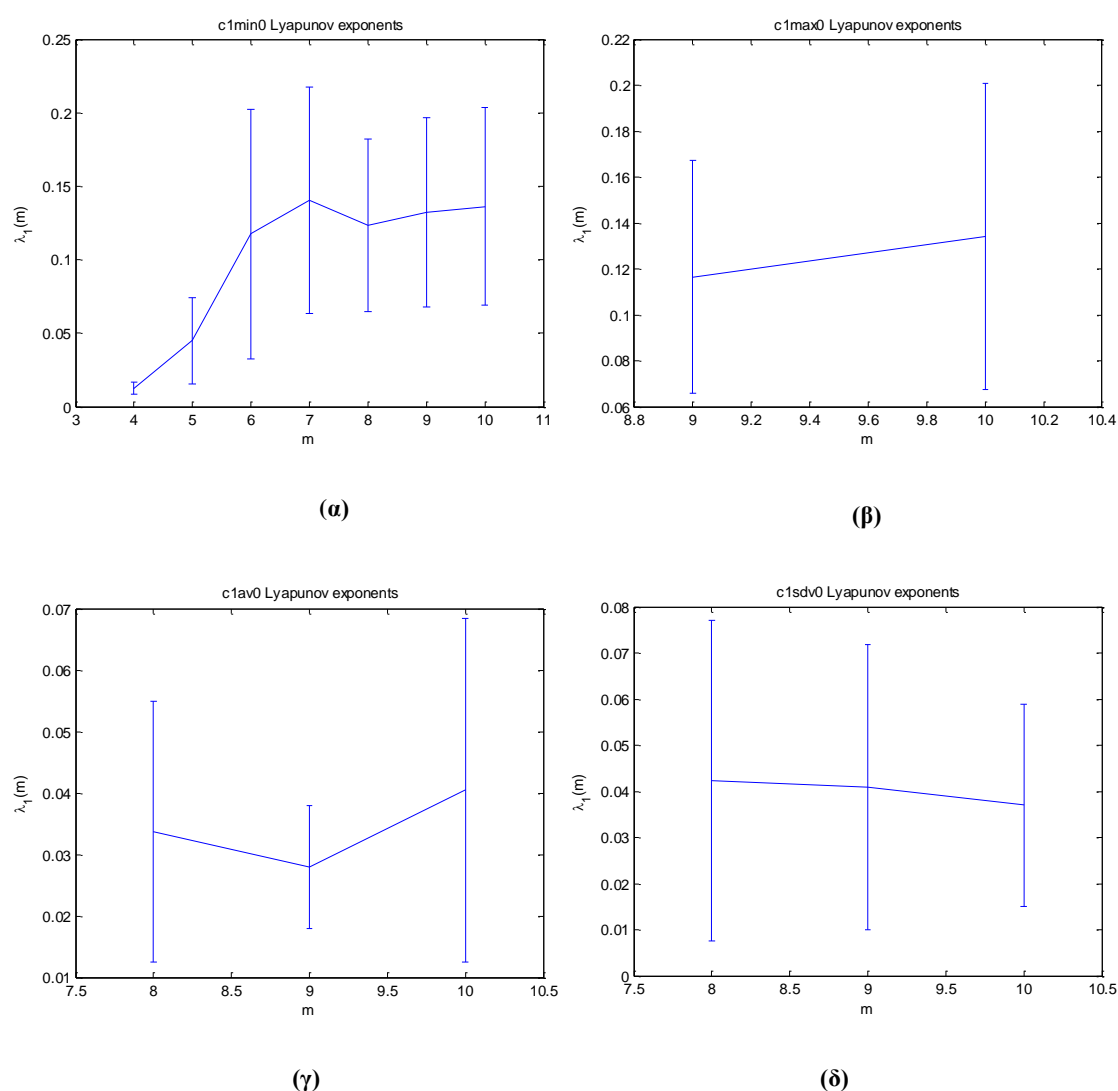 c1min0 Lyapunov exponents
0.25
0.2
0.15
0.1
0.05
0
λ1(m)
3 4 5 6 7 8 9 10 11
m
(α)
c1max0 Lyapunov exponents
0.22
0.2
0.18
0.16
0.14
0.12
0.1
0.08
0.06
λ1(m)
8.8 9 9.2 9.4 9.6 9.8 10 10.2 10.4
m
(β)
c1av0 Lyapunov exponents
0.07
0.06
0.05
0.04
0.03
0.02
0.01
λ1(m)
7.5 8 8.5 9 9.5 10 10.5
m
(γ)
c1sdv0 Lyapunov exponents
0.08
0.07
0.06
0.05
0.04
0.03
0.02
0.01
0
λ1(m)
7.5 8 8.5 9 9.5 10 10.5
m
(δ)